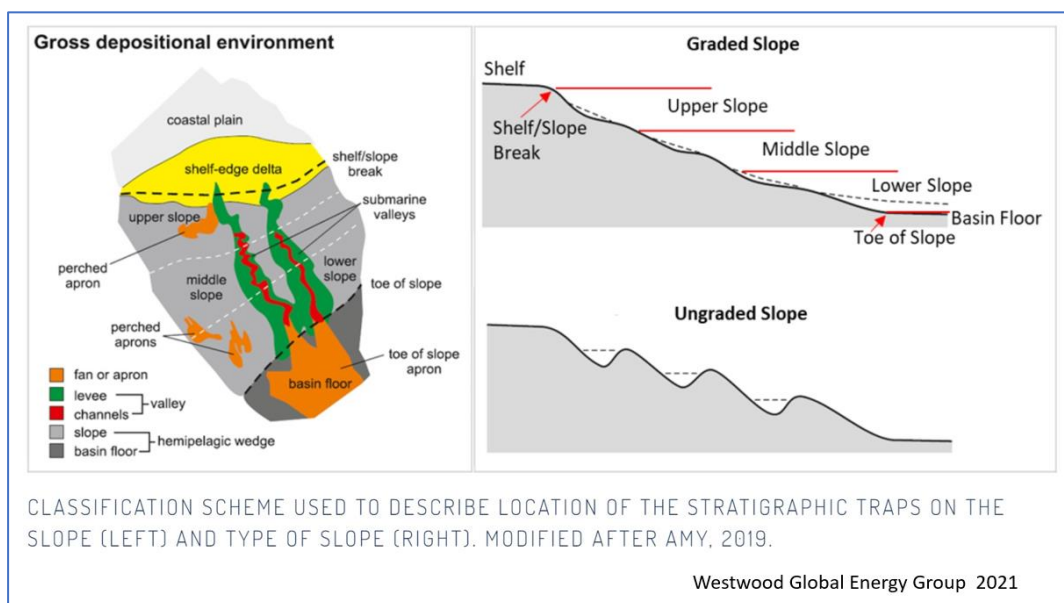 Gross depositional environment
coastal plain
shelf-edge delta
shelf/slope
break
upper slope
submarine
valleys
perched
apron
middle
slope
lower
slope
toe of slope
perched
aprons
toe of slope
apron
basin floor
fan or apron
levee
valley
channels
slope
hemipelagic wedge
basin floor
Graded Slope
Shelf
Upper Slope
Shelf/Slope
Break
Middle Slope
Lower Slope
Basin Floor
Toe of Slope
Ungraded Slope
CLASSIFICATION SCHEME USED TO DESCRIBE LOCATION OF THE STRATIGRAPHIC TRAPS ON THE
SLOPE (LEFT) AND TYPE OF SLOPE (RIGHT). MODIFIED AFTER AMY, 2019.
Westwood Global Energy Group 2021